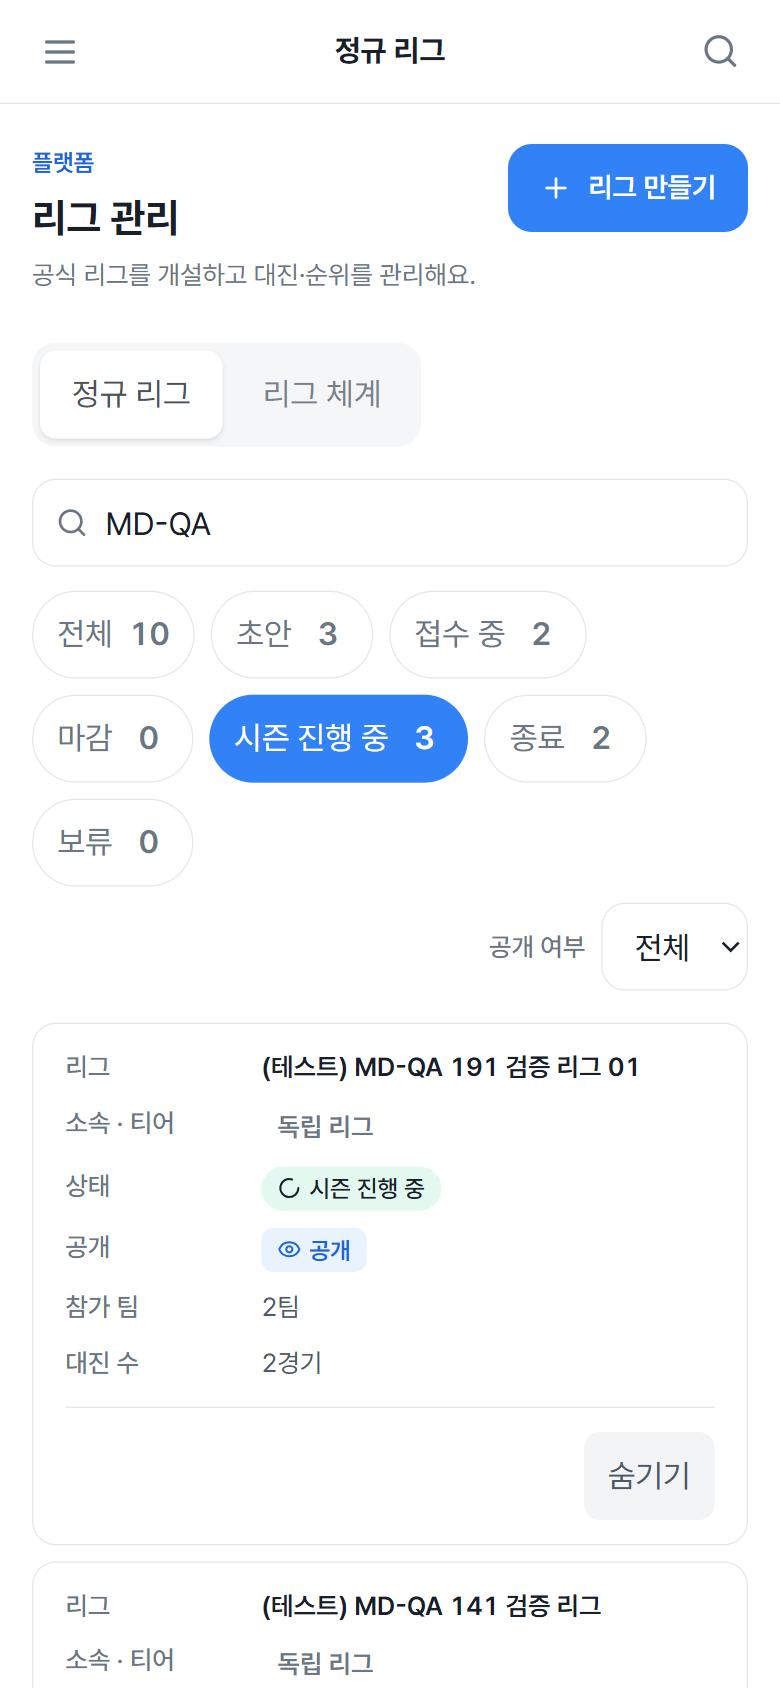 정규 리그
플랫폼
리그 관리
리그 만들기
공식 리그를 개설하고 대진·순위를 관리해요.
정규 리그 리그 체계
MD-QA
전체 10 초안 3 접수 중 2
마감 0 시즌 진행 중 3 종료 2
보류 0
공개 여부 전체
리그 (테스트) MD-QA 191 검증 리그 01
소속 · 티어 독립 리그
상태 시즌 진행 중
공개 공개
참가 팀 2팀
대진 수 2경기
숨기기
리그 (테스트) MD-QA 141 검증 리그
소속 · 티어 독립 리그